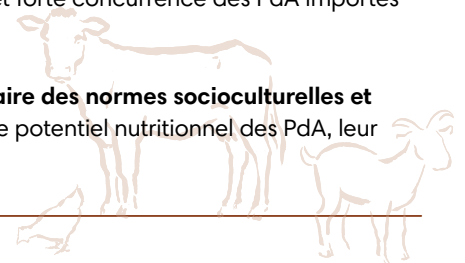 et forte concurrence des PdA importés
aire des normes socioculturelles et
e potentiel nutritionnel des PdA, leur